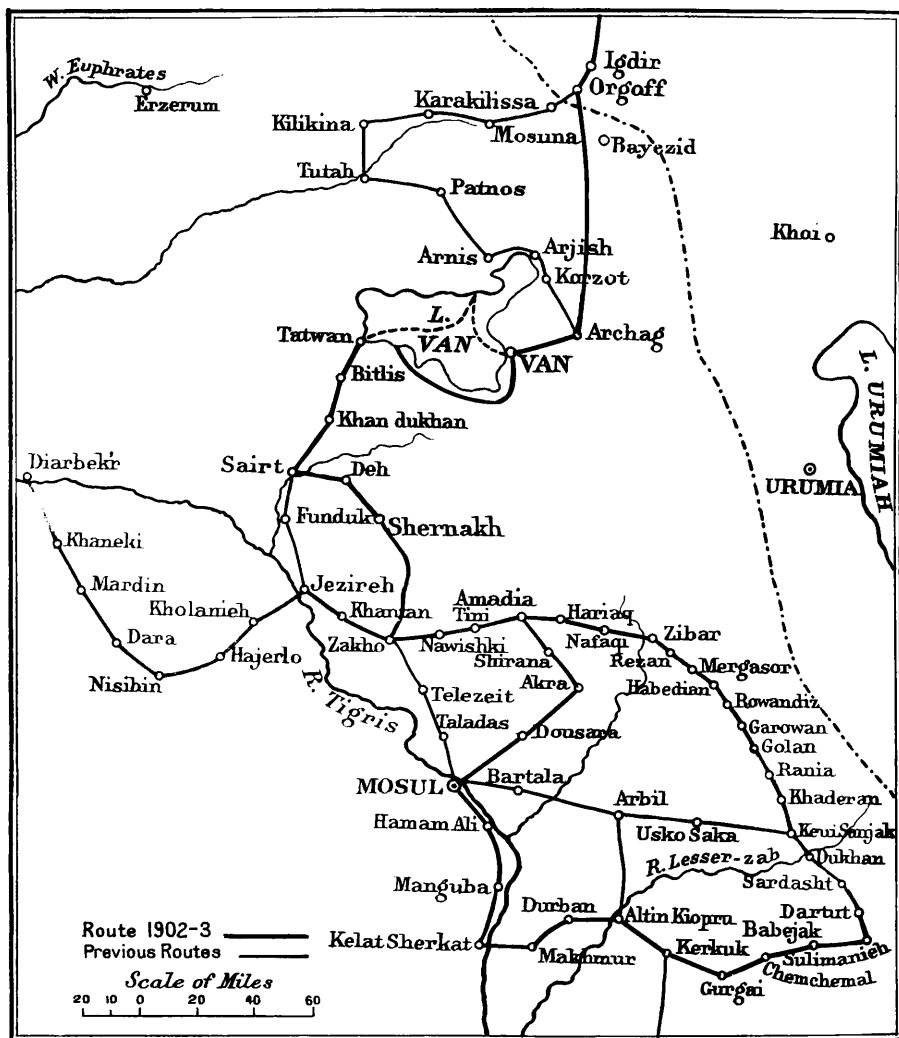 Igdir
W. Euphrates
Orgoff
Erzerum
Karakilissa
Kilikina
Mosuna
Bayezid
Tutah
Patnos
Khoi
Arjish
Arnis
Korzot
L. VAN
Tatwan
Archag
VAN
Bitlis
L. URUMIAH
Khan dukhan
Sairt
Diarbekr
Deh
URUMIA
Funduk
Shernakh
Khaneki
Mardin
Jezireh
Kholanieh
Khantan
Tini
Amadia
Hariaq
Dara
Zakho
Nawishki
Nafaqi
Zibar
Hajerlo
Shirana
Rezan
Mergasor
Nisibin
Akra
Habedian
R. Tigris
Telezeit
Rowandiz
Taladas
Dousara
Garowan
Golan
MOSUL
Bartala
Rania
Arbil
Khaderan
Hamam Ali
Usko Saka
Keui Sanjak
R. Lesser-zab
Dukhan
Manguba
Sardasht
Durban
Altin Kiopru
Dartut
Babejak
Route 1902-3
Previous Routes
Kelat Sherkat
Makhmur
Kerkuk
Sulimanieh
Chemchemal
Gurgai
Scale of Miles
20 10 0 20 40 60